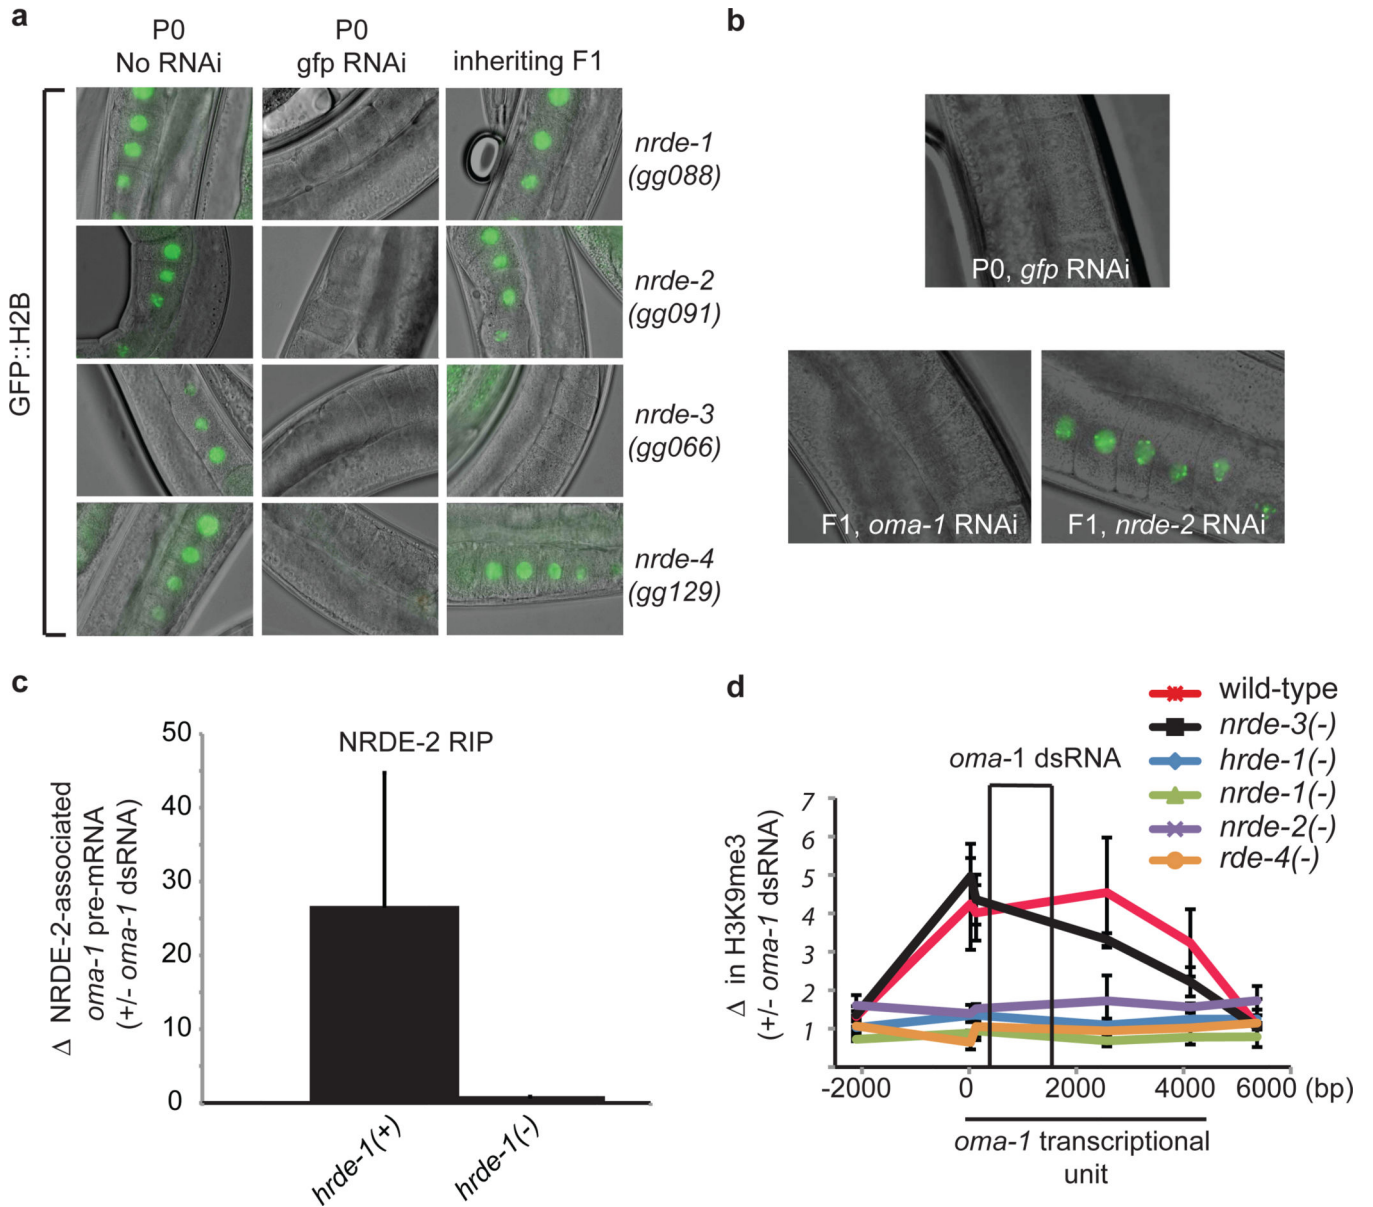 a
P0
No RNAi
P0
gfp RNAi
inheriting F1
GFP::H2B
nrde-1
(gg088)
nrde-2
(gg091)
nrde-3
(gg066)
nrde-4
(gg129)
b
P0, gfp RNAi
F1, oma-1 RNAi
F1, nrde-2 RNAi
c
NRDE-2 RIP
Δ NRDE-2-associated
oma-1 pre-mRNA
(+/- oma-1 dsRNA)
50
40
30
20
10
0
hrde-1(+)
hrde-1(-)
d
wild-type
nrde-3(-)
hrde-1(-)
nrde-1(-)
nrde-2(-)
rde-4(-)
oma-1 dsRNA
Δ in H3K9me3
(+/- oma-1 dsRNA)
7
6
5
4
3
2
1
-2000 0 2000 4000 6000 (bp)
oma-1 transcriptional
unit